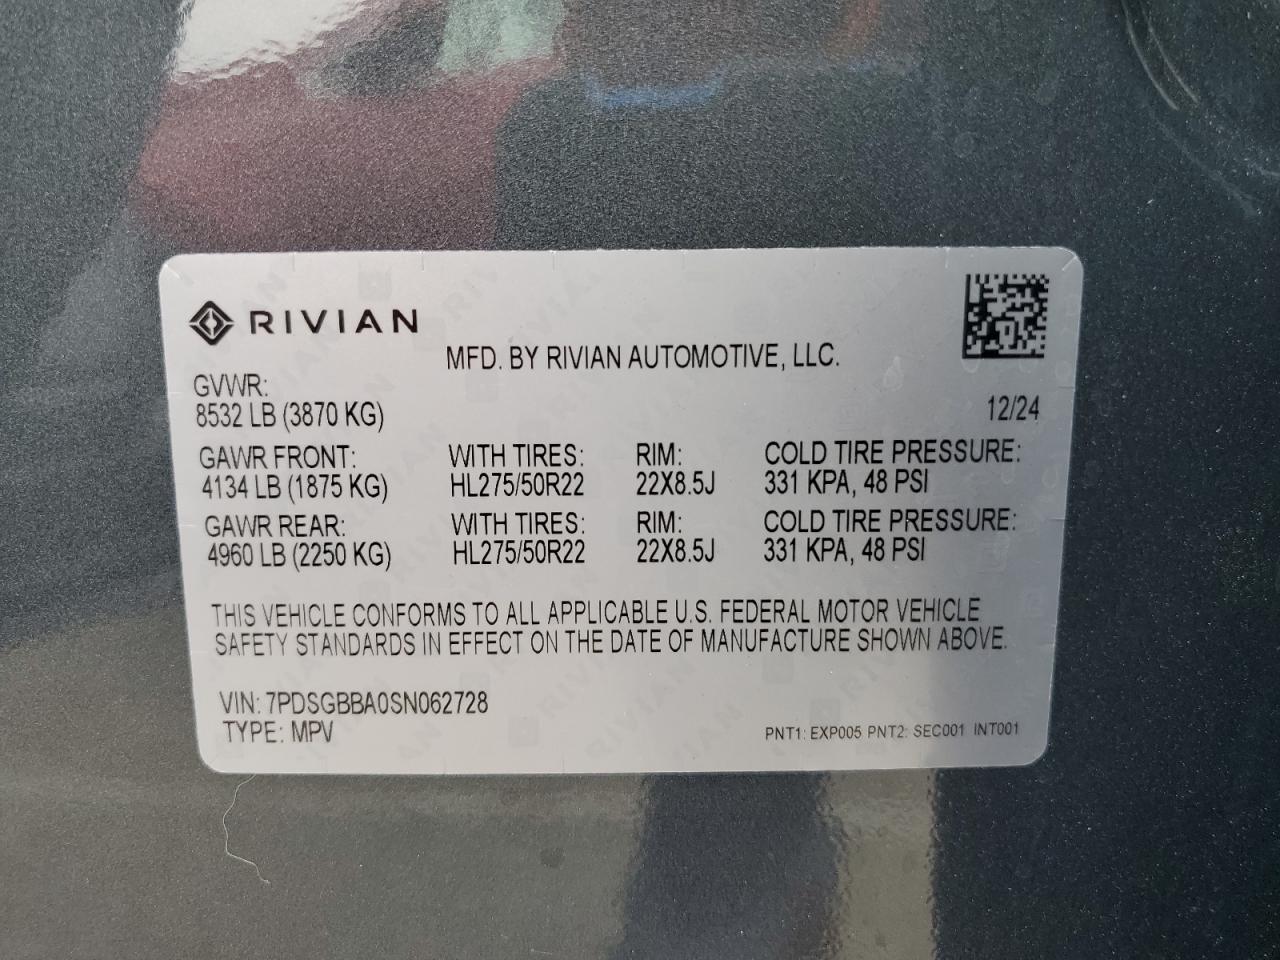 RIVIAN
MFD. BY RIVIAN AUTOMOTIVE, LLC.
GVWR:
8532 LB (3870 KG) 12/24
GAWR FRONT: WITH TIRES: RIM: COLD TIRE PRESSURE:
4134 LB (1875 KG) HL275/50R22 22X8.5J 331 KPA, 48 PSI
GAWR REAR: WITH TIRES: RIM: COLD TIRE PRESSURE:
4960 LB (2250 KG) HL275/50R22 22X8.5J 331 KPA, 48 PSI
THIS VEHICLE CONFORMS TO ALL APPLICABLE U.S. FEDERAL MOTOR VEHICLE
SAFETY STANDARDS IN EFFECT ON THE DATE OF MANUFACTURE SHOWN ABOVE.
VIN: 7PDSGBBA0SN062728
TYPE: MPV PNT1: EXP005 PNT2: SEC001 INT001